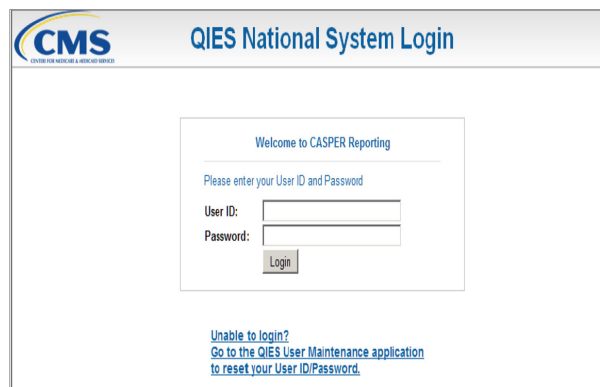 CMS
CENTERS FOR MEDICARE & MEDICAID SERVICES
QIES National System Login
Welcome to CASPER Reporting
Please enter your User ID and Password
User ID:
Password:
Login
Unable to login?
Go to the QIES User Maintenance application
to reset your User ID/Password.